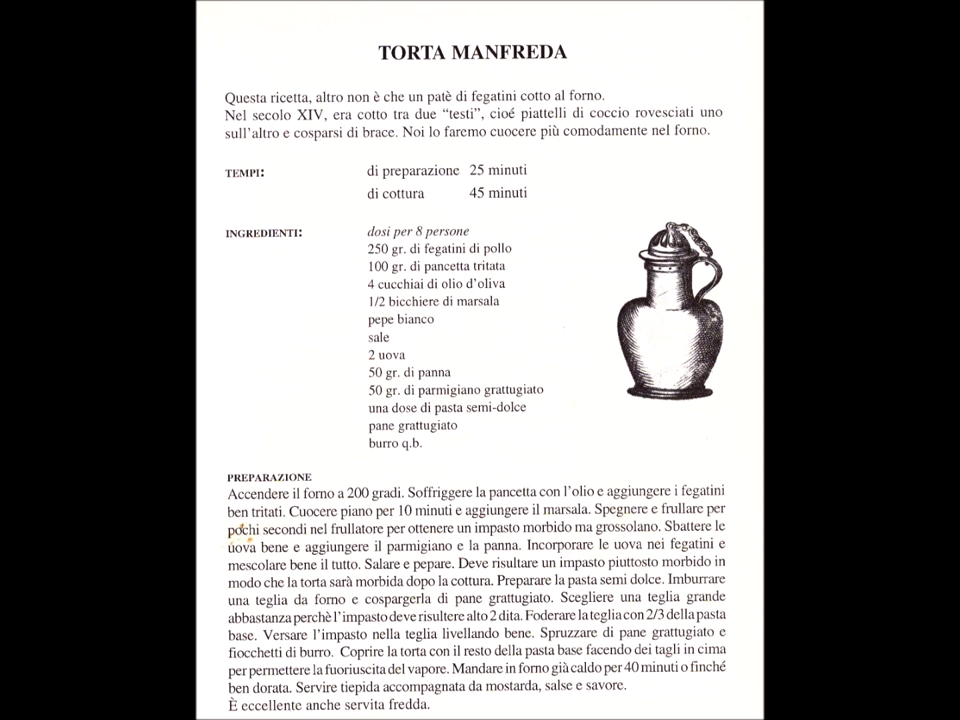 TORTA MANFREDA
Questa ricetta, altro non è che un patè di fegatini cotto al forno.
Nel secolo XIV, era cotto tra due “testi”, cioé piattelli di coccio rovesciati uno
sull’altro e cosparsi di brace. Noi lo faremo cuocere più comodamente nel forno.
TEMPI: di preparazione 25 minuti
di cottura 45 minuti
INGREDIENTI: dosi per 8 persone
250 gr. di fegatini di pollo
100 gr. di pancetta tritata
4 cucchiai di olio d’oliva
1/2 bicchiere di marsala
pepe bianco
sale
2 uova
50 gr. di panna
50 gr. di parmigiano grattugiato
una dose di pasta semi-dolce
pane grattugiato
burro q.b.
PREPARAZIONE
Accendere il forno a 200 gradi. Soffriggere la pancetta con l’olio e aggiungere i fegatini
ben tritati. Cuocere piano per 10 minuti e aggiungere il marsala. Spegnere e frullare per
pochi secondi nel frullatore per ottenere un impasto morbido ma grossolano. Sbattere le
uova bene e aggiungere il parmigiano e la panna. Incorporare le uova nei fegatini e
mescolare bene il tutto. Salare e pepare. Deve risultare un impasto piuttosto morbido in
modo che la torta sarà morbida dopo la cottura. Preparare la pasta semi dolce. Imburrare
una teglia da forno e cospargerla di pane grattugiato. Scegliere una teglia grande
abbastanza perchè l’impasto deve risultere alto 2 dita. Foderare la teglia con 2/3 della pasta
base. Versare l’impasto nella teglia livellando bene. Spruzzare di pane grattugiato e
fiocchetti di burro. Coprire la torta con il resto della pasta base facendo dei tagli in cima
per permettere la fuoriuscita del vapore. Mandare in forno già caldo per 40 minuti o finché
ben dorata. Servire tiepida accompagnata da mostarda, salse e savore.
È eccellente anche servita fredda.